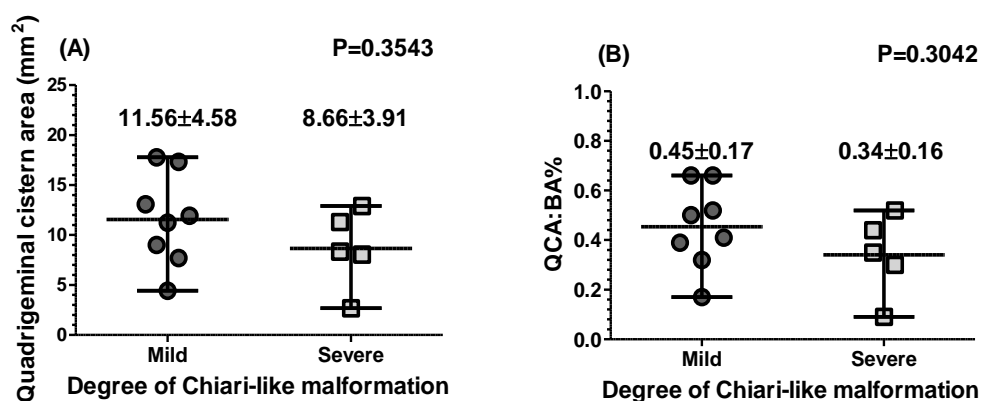 (A)
P=0.3543
Quadrigeminal cistern area (mm²)
25
20
15
10
5
0
11.56±4.58
8.66±3.91
Mild
Severe
Degree of Chiari-like malformation
(B)
P=0.3042
QCA:BA%
1.0
0.8
0.6
0.4
0.2
0.0
0.45±0.17
0.34±0.16
Mild
Severe
Degree of Chiari-like malformation